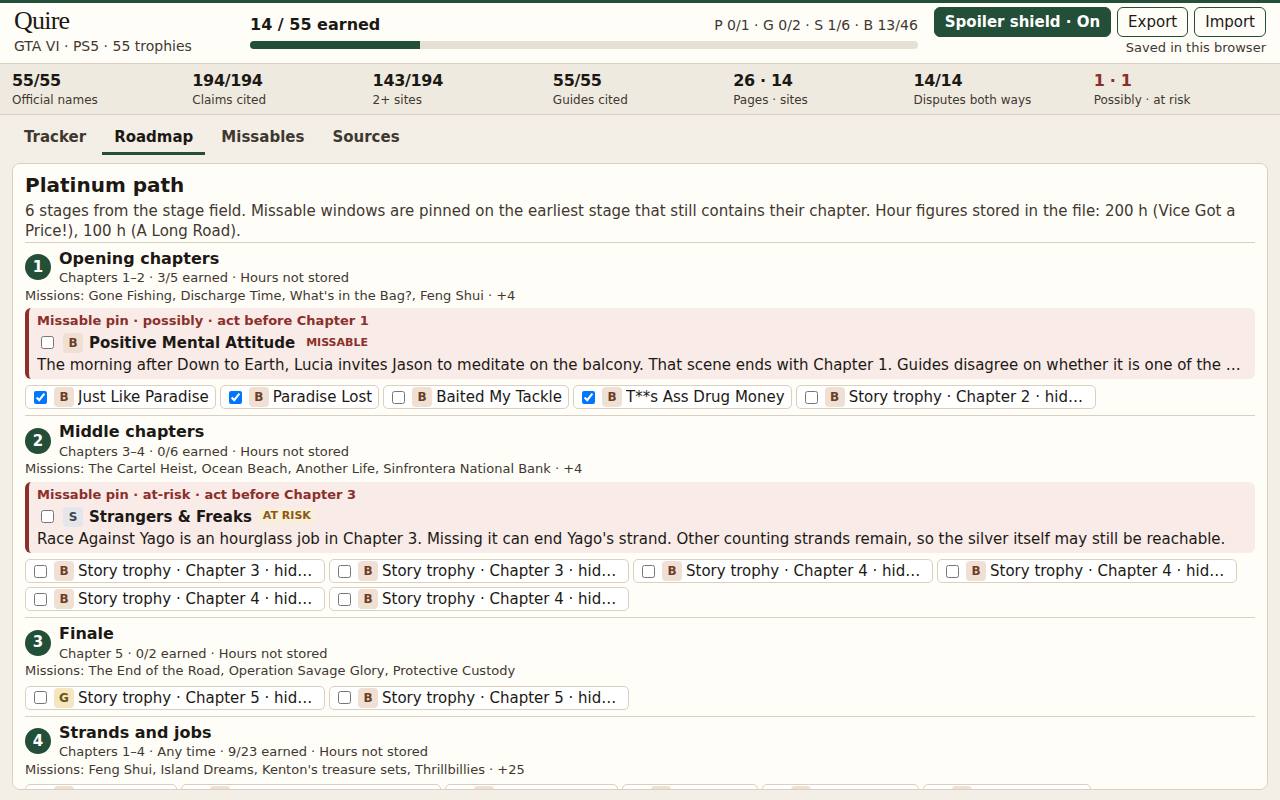 Quire
GTA VI · PS5 · 55 trophies
14 / 55 earned
P 0/1 · G 0/2 · S 1/6 · B 13/46
Spoiler shield · On
Export
Import
Saved in this browser
55/55
Official names
194/194
Claims cited
143/194
2+ sites
55/55
Guides cited
26 · 14
Pages · sites
14/14
Disputes both ways
1 · 1
Possibly · at risk
Tracker
Roadmap
Missables
Sources
Platinum path
6 stages from the stage field. Missable windows are pinned on the earliest stage that still contains their chapter. Hour figures stored in the file: 200 h (Vice Got a
Price!), 100 h (A Long Road).
1
Opening chapters
Chapters 1–2 · 3/5 earned · Hours not stored
Missions: Gone Fishing, Discharge Time, What's in the Bag?, Feng Shui · +4
Missable pin · possibly · act before Chapter 1
B Positive Mental Attitude MISSABLE
The morning after Down to Earth, Lucia invites Jason to meditate on the balcony. That scene ends with Chapter 1. Guides disagree on whether it is one of the …
B Just Like Paradise
B Paradise Lost
B Baited My Tackle
B T**s Ass Drug Money
B Story trophy · Chapter 2 · hid…
2
Middle chapters
Chapters 3–4 · 0/6 earned · Hours not stored
Missions: The Cartel Heist, Ocean Beach, Another Life, Sinfrontera National Bank · +4
Missable pin · at-risk · act before Chapter 3
S Strangers & Freaks AT RISK
Race Against Yago is an hourglass job in Chapter 3. Missing it can end Yago's strand. Other counting strands remain, so the silver itself may still be reachable.
B Story trophy · Chapter 3 · hid…
B Story trophy · Chapter 3 · hid…
B Story trophy · Chapter 4 · hid…
B Story trophy · Chapter 4 · hid…
B Story trophy · Chapter 4 · hid…
B Story trophy · Chapter 4 · hid…
3
Finale
Chapter 5 · 0/2 earned · Hours not stored
Missions: The End of the Road, Operation Savage Glory, Protective Custody
G Story trophy · Chapter 5 · hid…
B Story trophy · Chapter 5 · hid…
4
Strands and jobs
Chapters 1–4 · Any time · 9/23 earned · Hours not stored
Missions: Feng Shui, Island Dreams, Kenton's treasure sets, Thrillbillies · +25